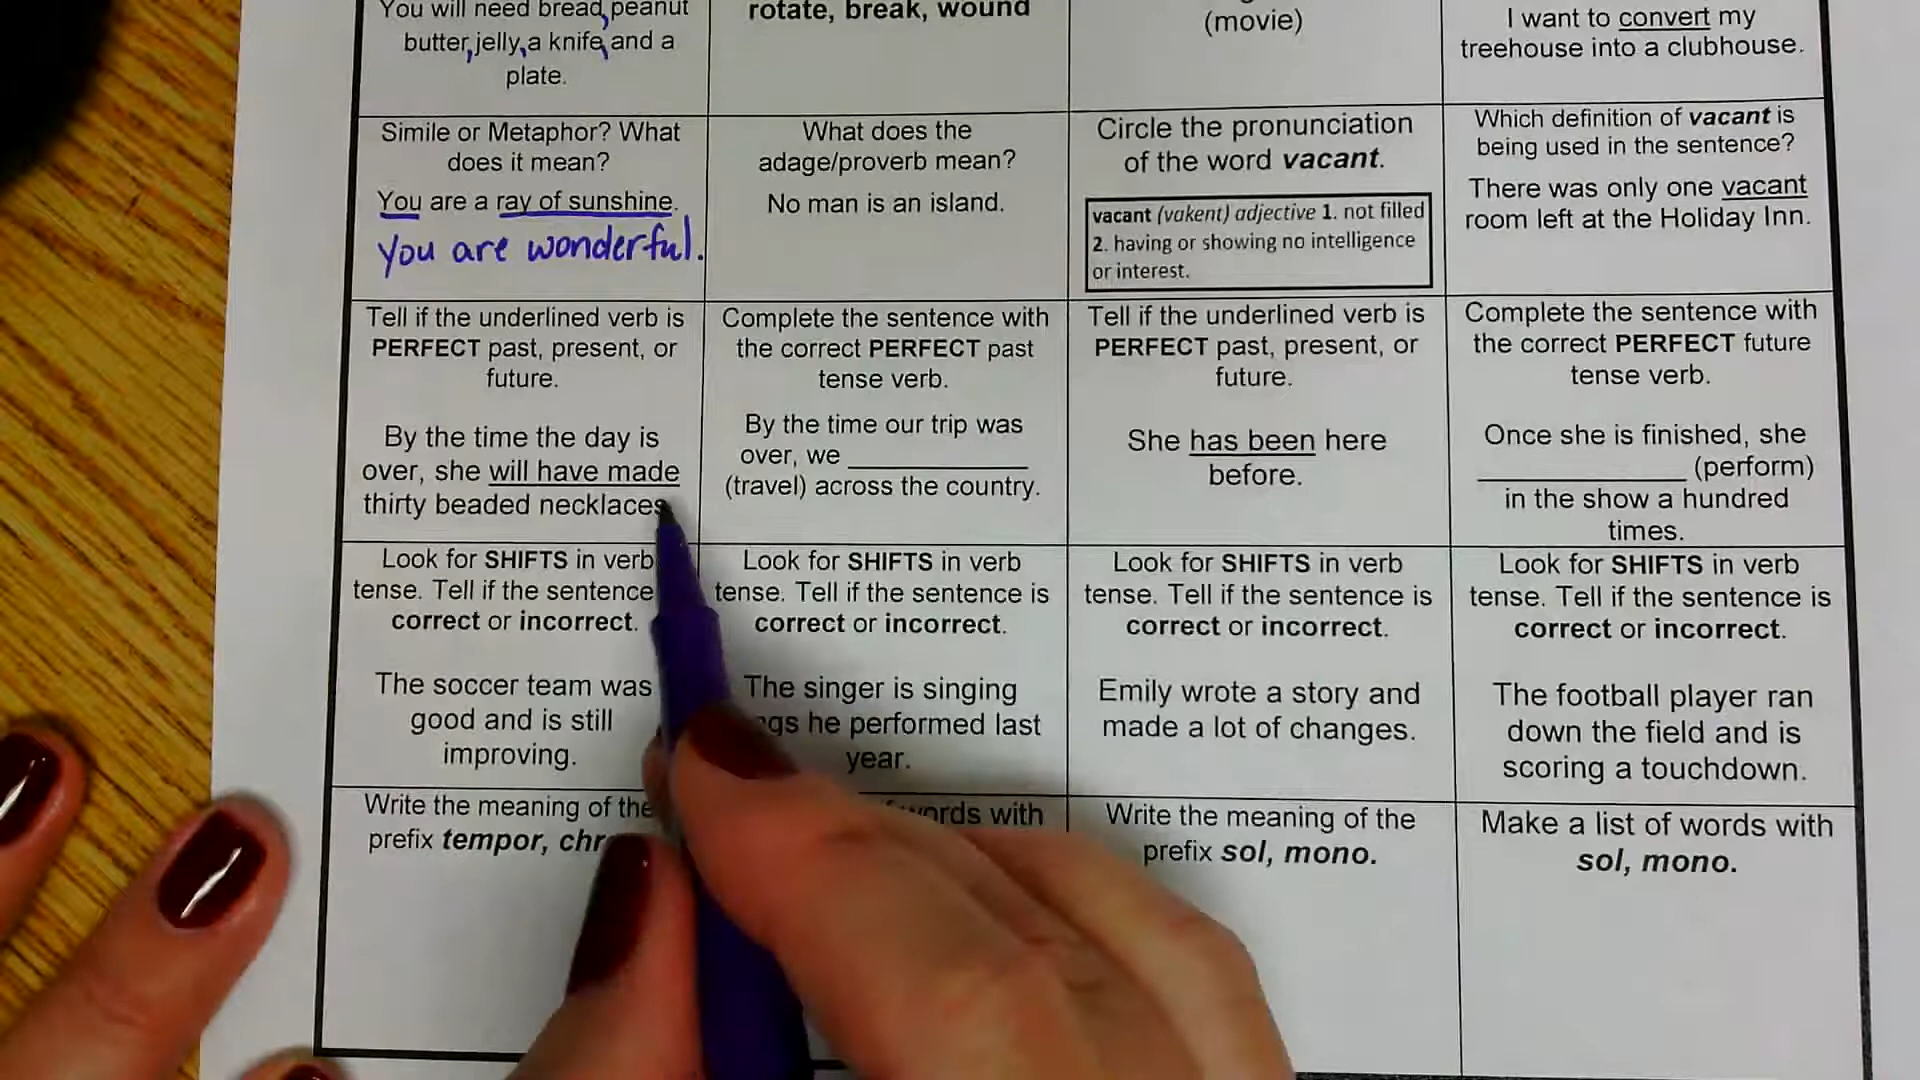 You will need bread, peanut
butter, jelly, a knife, and a
plate.
rotate, break, wound
(movie)
I want to convert my
treehouse into a clubhouse.
Simile or Metaphor? What
does it mean?
You are a ray of sunshine.
You are wonderful.
What does the
adage/proverb mean?
No man is an island.
Circle the pronunciation
of the word vacant.
vacant (vakent) adjective 1. not filled
2. having or showing no intelligence
or interest.
Which definition of vacant is
being used in the sentence?
There was only one vacant
room left at the Holiday Inn.
Tell if the underlined verb is
PERFECT past, present, or
future.
By the time the day is
over, she will have made
thirty beaded necklaces
Complete the sentence with
the correct PERFECT past
tense verb.
By the time our trip was
over, we ____________
(travel) across the country.
Tell if the underlined verb is
PERFECT past, present, or
future.
She has been here
before.
Complete the sentence with
the correct PERFECT future
tense verb.
Once she is finished, she
______________ (perform)
in the show a hundred
times.
Look for SHIFTS in verb
tense. Tell if the sentence
correct or incorrect.
The soccer team was
good and is still
improving.
Look for SHIFTS in verb
tense. Tell if the sentence is
correct or incorrect.
The singer is singing
he performed last
year.
Look for SHIFTS in verb
tense. Tell if the sentence is
correct or incorrect.
Emily wrote a story and
made a lot of changes.
Look for SHIFTS in verb
tense. Tell if the sentence is
correct or incorrect.
The football player ran
down the field and is
scoring a touchdown.
Write the meaning of the
prefix tempor,
words with
Write the meaning of the
prefix sol, mono.
Make a list of words with
sol, mono.